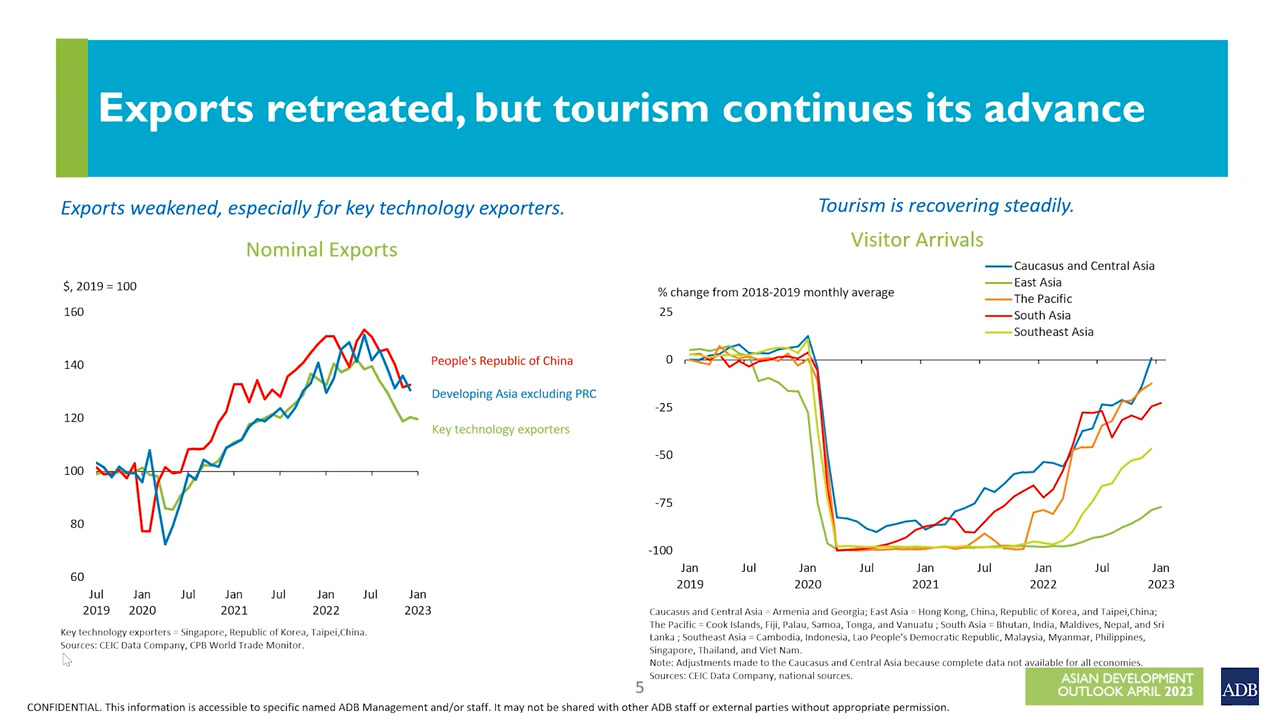 Exports retreated, but tourism continues its advance
Exports weakened, especially for key technology exporters.
Nominal Exports
$, 2019 = 100
160
140
120
100
80
60
People's Republic of China
Developing Asia excluding PRC
Key technology exporters
Jul Jan Jul Jan Jul Jan Jul Jan
2019 2020 2021 2022 2023
Key technology exporters = Singapore, Republic of Korea, Taipei,China.
Sources: CEIC Data Company, CPB World Trade Monitor.
Tourism is recovering steadily.
Visitor Arrivals
Caucasus and Central Asia
East Asia
The Pacific
South Asia
Southeast Asia
% change from 2018-2019 monthly average
25
0
-25
-50
-75
-100
Jan Jul Jan Jul Jan Jul Jan Jul Jan
2019 2020 2021 2022 2023
Caucasus and Central Asia = Armenia and Georgia; East Asia = Hong Kong, China, Republic of Korea, and Taipei,China;
The Pacific = Cook Islands, Fiji, Palau, Samoa, Tonga, and Vanuatu ; South Asia = Bhutan, India, Maldives, Nepal, and Sri
Lanka ; Southeast Asia = Cambodia, Indonesia, Lao People's Democratic Republic, Malaysia, Myanmar, Philippines,
Singapore, Thailand, and Viet Nam.
Note: Adjustments made to the Caucasus and Central Asia because complete data not available for all economies.
Sources: CEIC Data Company, national sources.
5
ASIAN DEVELOPMENT
OUTLOOK APRIL 2023
ADB
CONFIDENTIAL. This information is accessible to specific named ADB Management and/or staff. It may not be shared with other ADB staff or external parties without appropriate permission.